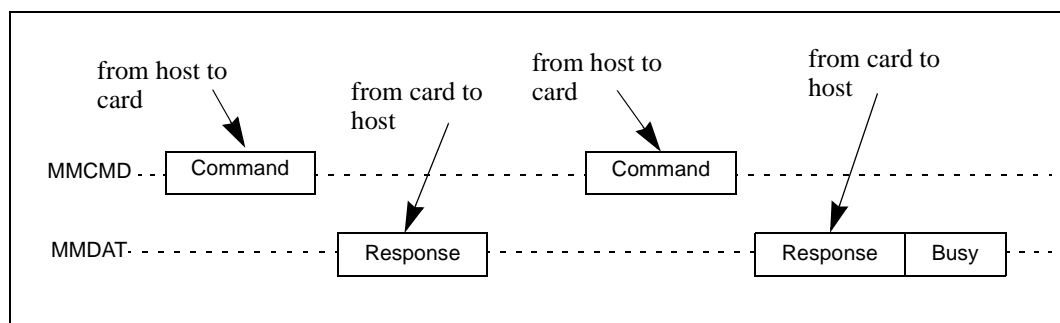 from host to
card
from card to
host
from host to
card
from card to
host
MMCMD
Command
Command
MMDAT
Response
Response
Busy